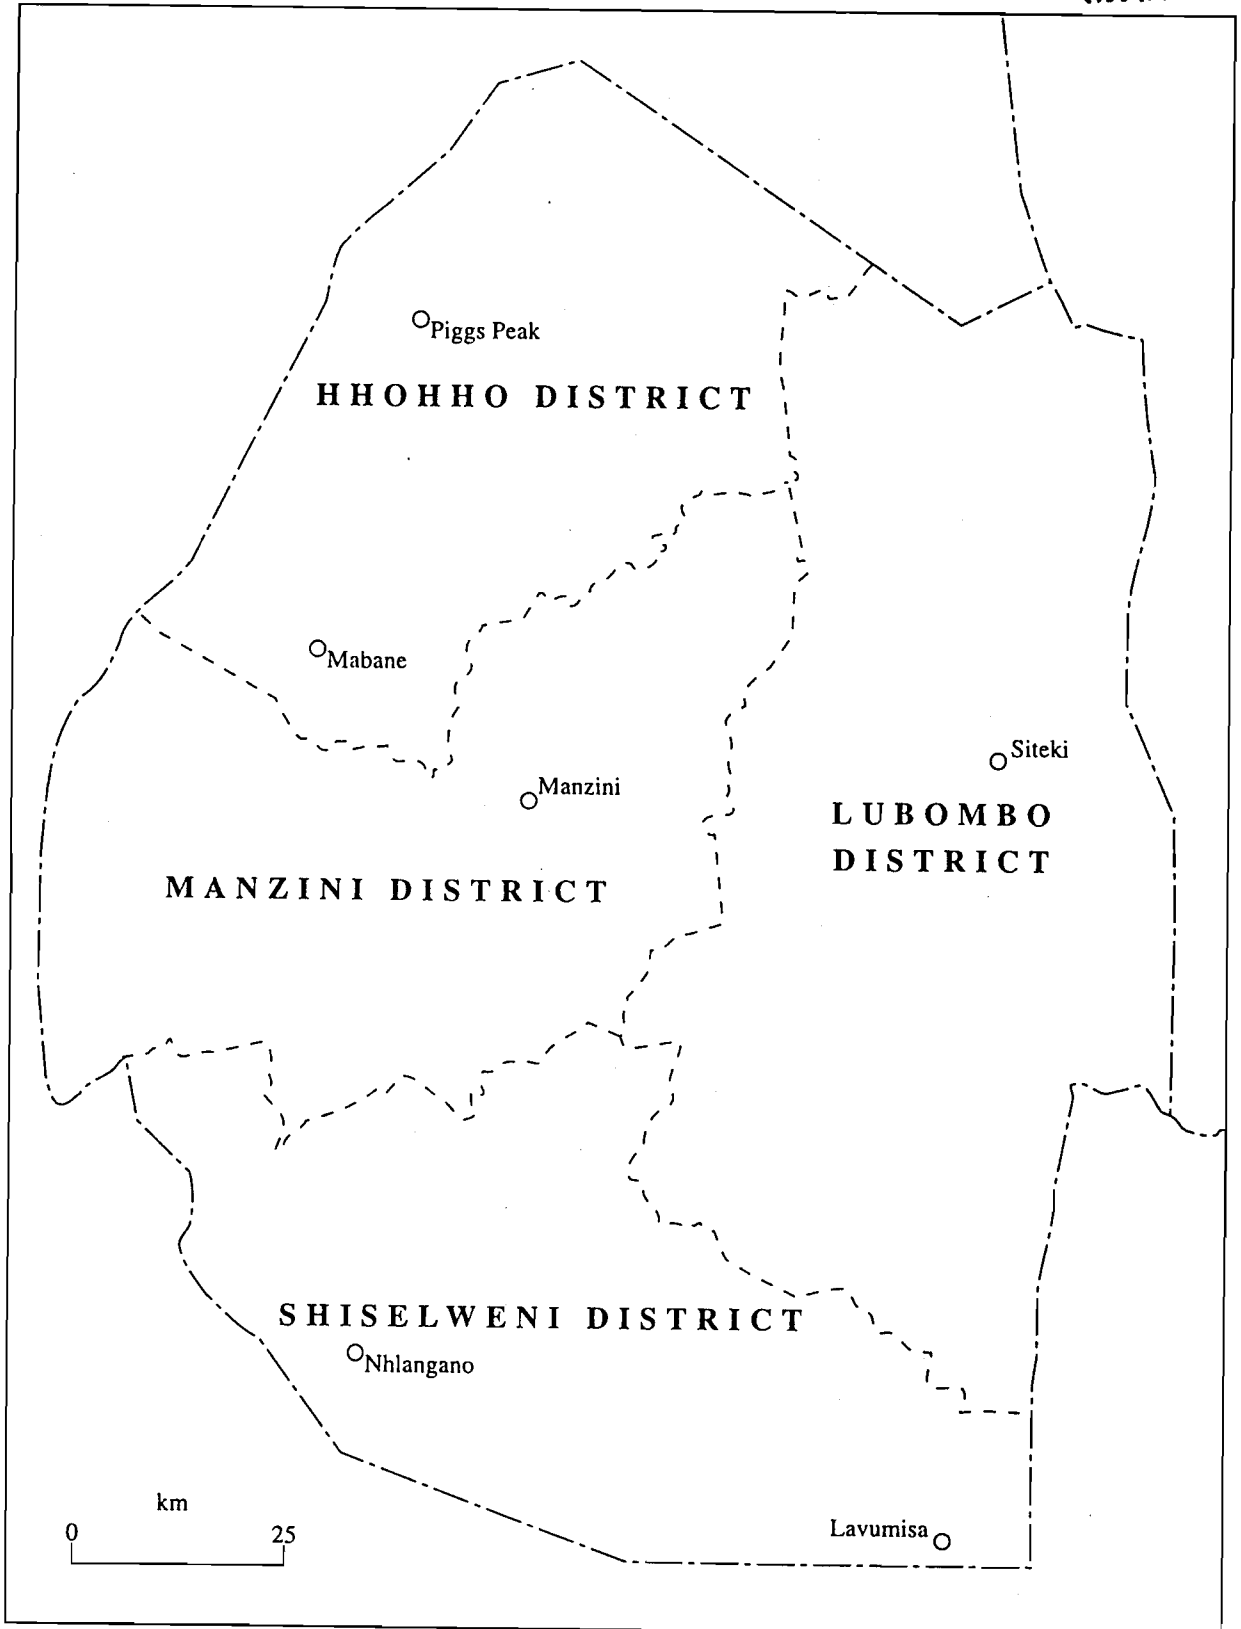 Piggs Peak
HHOHHO DISTRICT
Mabane
Siteki
Manzini
LUBOMBO
DISTRICT
MANZINI DISTRICT
SHISELWENI DISTRICT
Nhlangano
km
0 25
Lavumisa